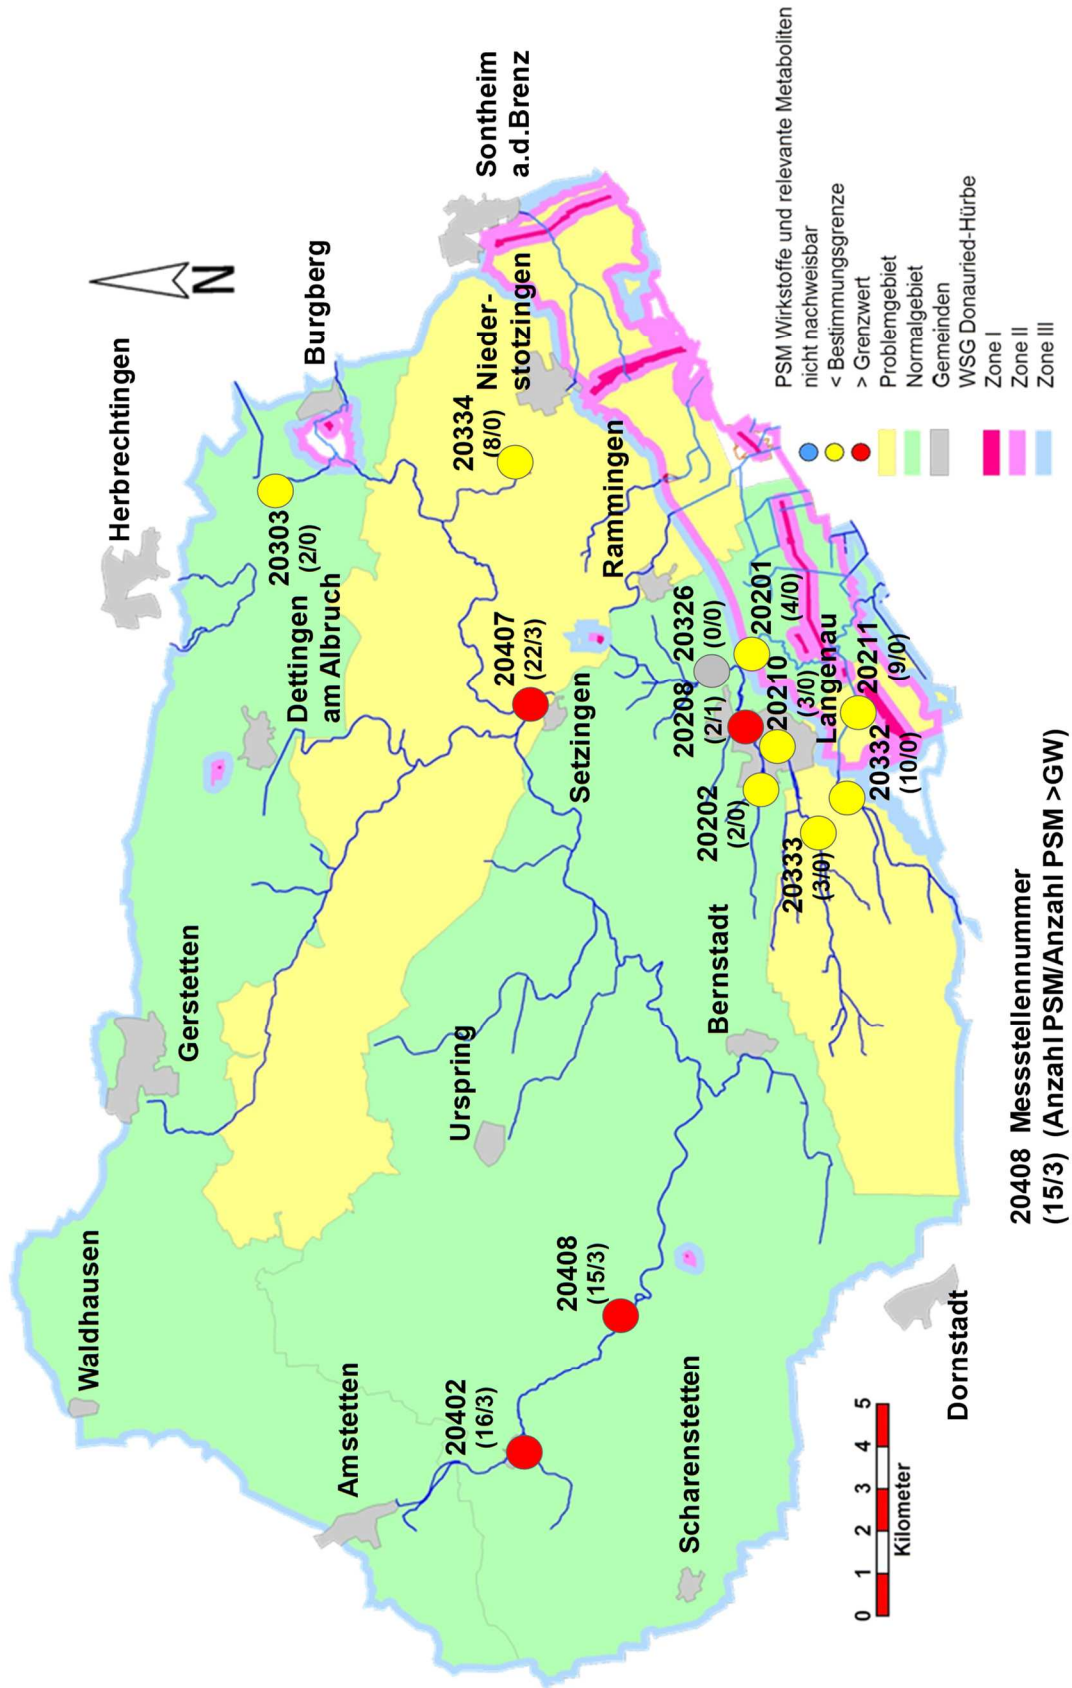 Waldhausen
Gerstetten
Herbrechtingen
Burgberg
Sontheim
a.d.Brenz
N
Amstetten
Dettingen
am Albruch
20303
(2/0)
20334
(8/0)
Nieder-
stotzingen
20402
(16/3)
Urspring
20407
(22/3)
Setzingen
Rammingen
20408
(15/3)
20326
(0/0)
20208
(2/1)
20201
(4/0)
20210
(3/0)
20202
(2/0)
Langenau
20211
(9/0)
20332
(10/0)
20333
(3/0)
Bernstadt
Scharenstetten
Dornstadt
0 1 2 3 4 5
Kilometer
20408 Messstellennummer
(15/3) (Anzahl PSM/Anzahl PSM >GW)
PSM Wirkstoffe und relevante Metaboliten
nicht nachweisbar
< Bestimmungsgrenze
> Grenzwert
Problemgebiet
Normalgebiet
Gemeinden
WSG Donauried-Hürbe
Zone I
Zone II
Zone III